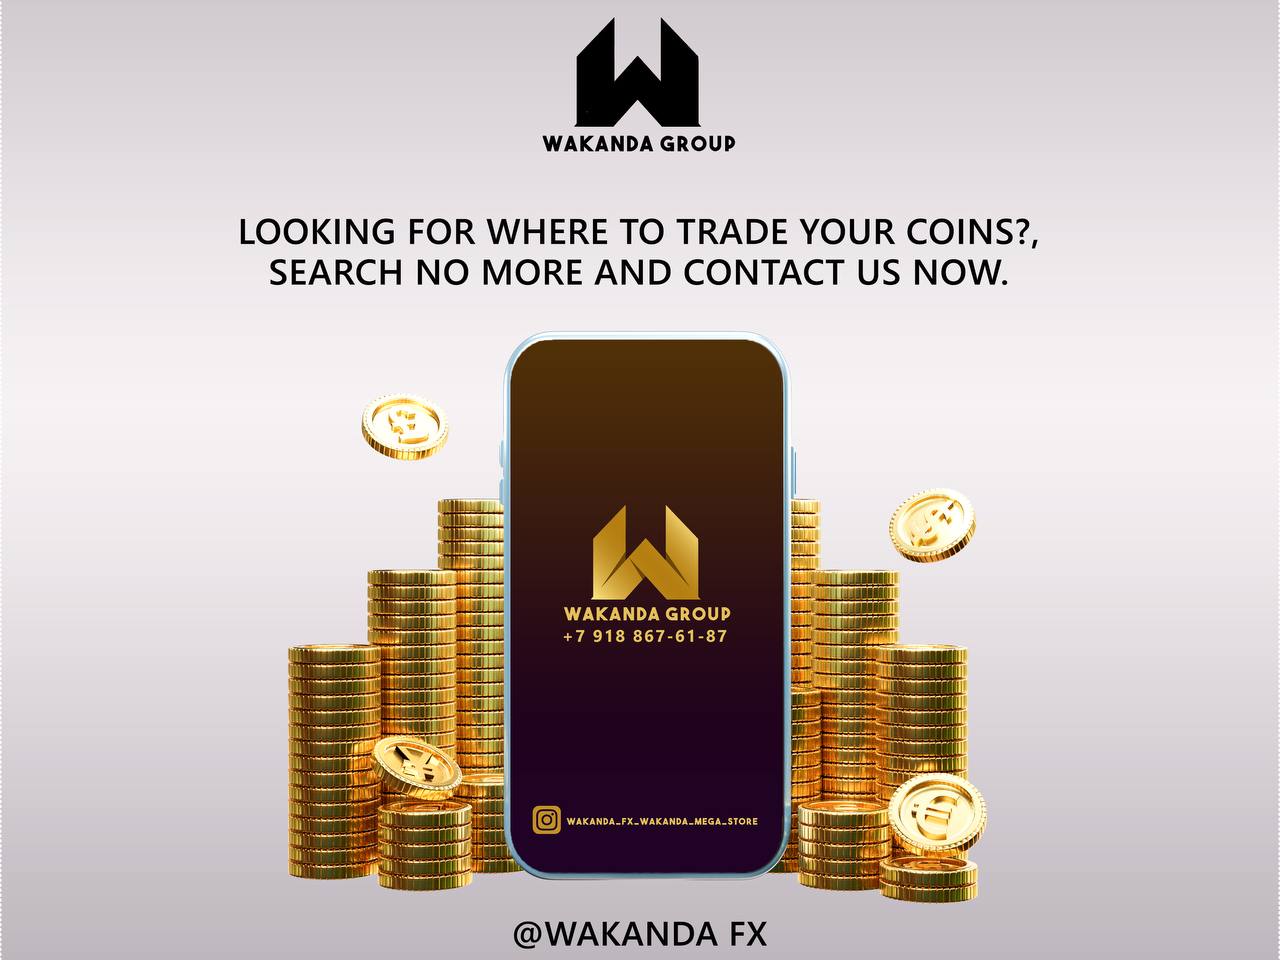 WAKANDA GROUP
LOOKING FOR WHERE TO TRADE YOUR COINS?,
SEARCH NO MORE AND CONTACT US NOW.
WAKANDA GROUP
+7 918 867-61-87
WAKANDA_FX_WAKANDA_MEGA_STORE
@WAKANDA FX